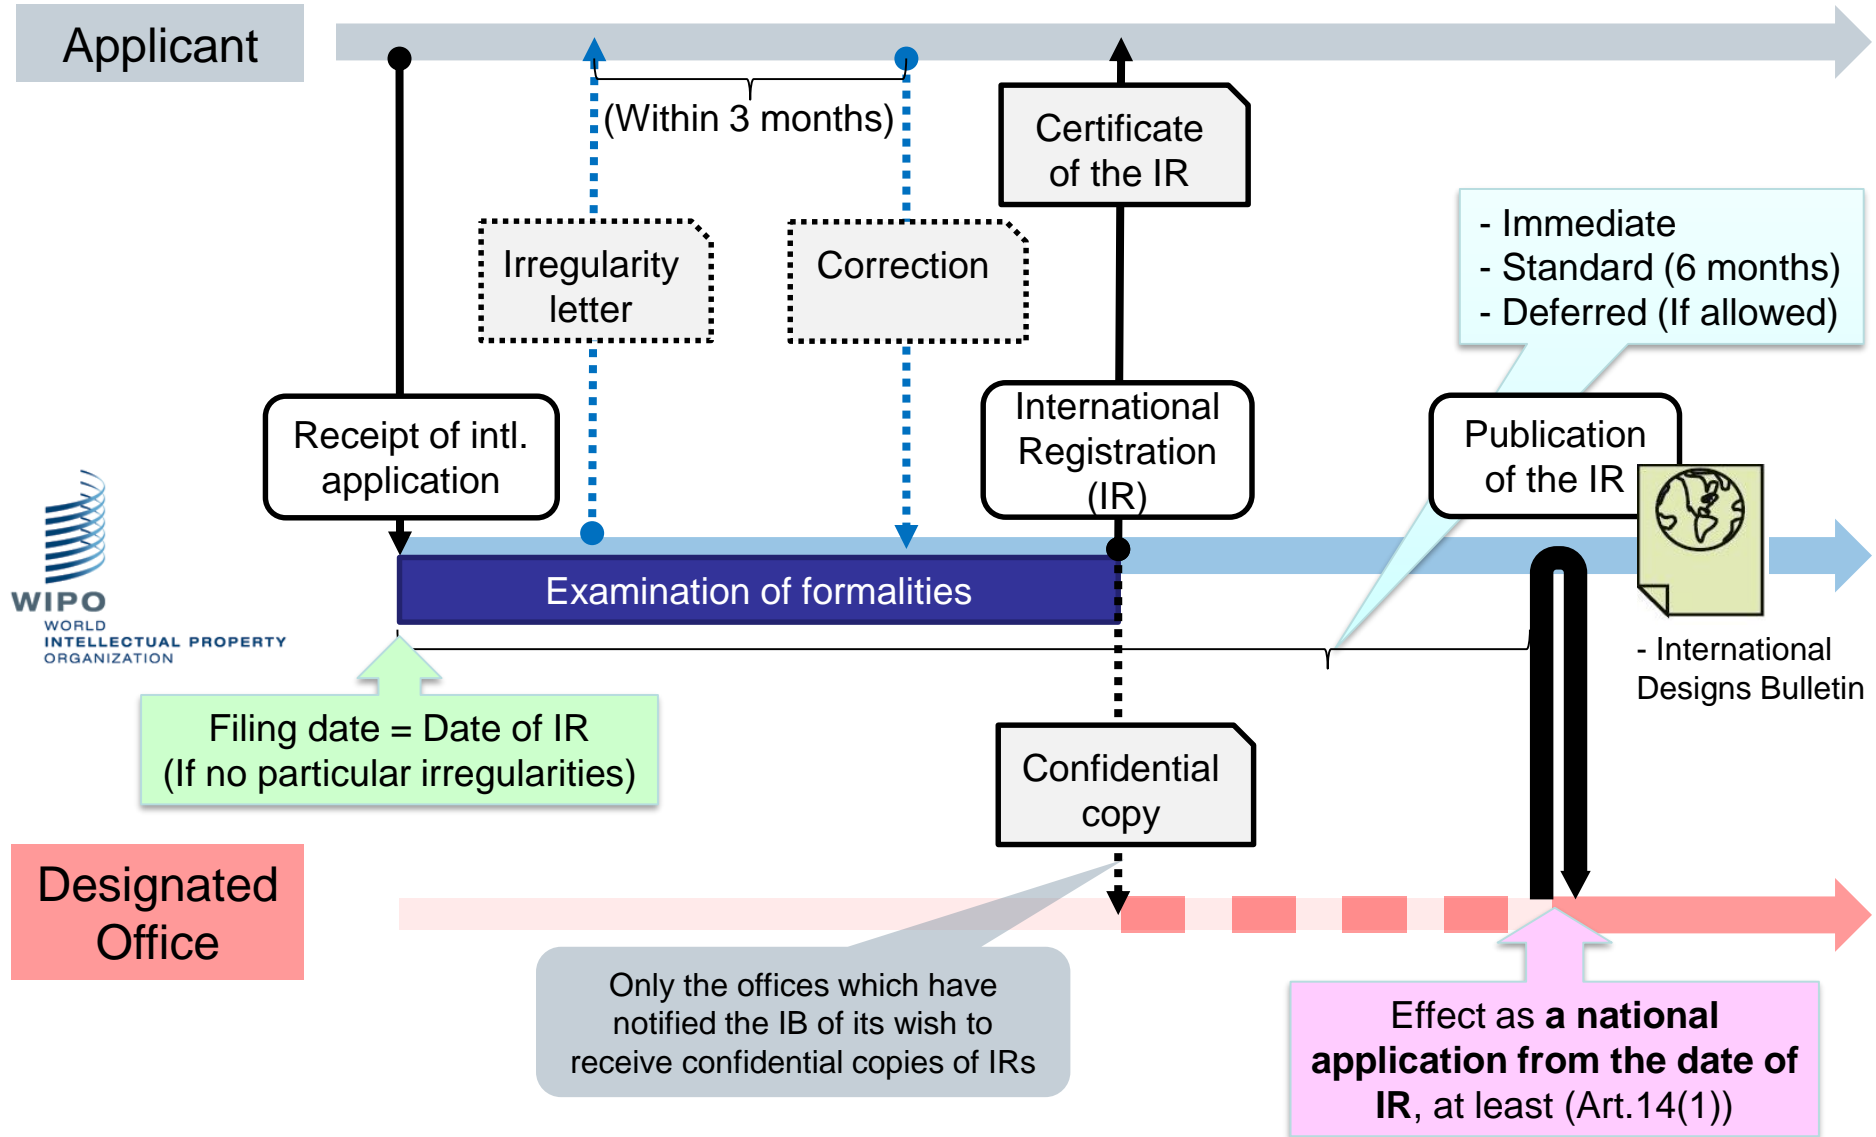 Applicant
(Within 3 months)
Certificate
of the IR
Irregularity
letter
Correction
- Immediate
- Standard (6 months)
- Deferred (If allowed)
Receipt of intl.
application
International
Registration
(IR)
Publication
of the IR
Examination of formalities
WIPO
WORLD
INTELLECTUAL PROPERTY
ORGANIZATION
- International
Designs Bulletin
Filing date = Date of IR
(If no particular irregularities)
Confidential
copy
Designated
Office
Only the offices which have
notified the IB of its wish to
receive confidential copies of IRs
Effect as a national
application from the date of
IR, at least (Art.14(1))